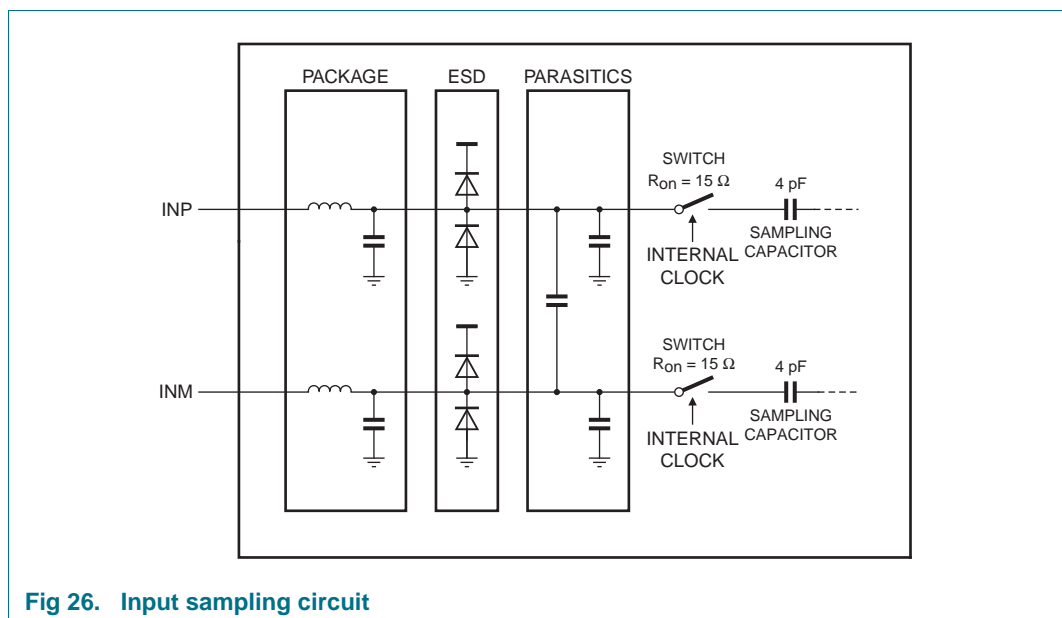 PACKAGE ESD PARASITICS
SWITCH
Ron = 15 Ω
4 pF
INP
INTERNAL
CLOCK
SAMPLING
CAPACITOR
SWITCH
Ron = 15 Ω
4 pF
INM
INTERNAL
CLOCK
SAMPLING
CAPACITOR
Fig 26. Input sampling circuit